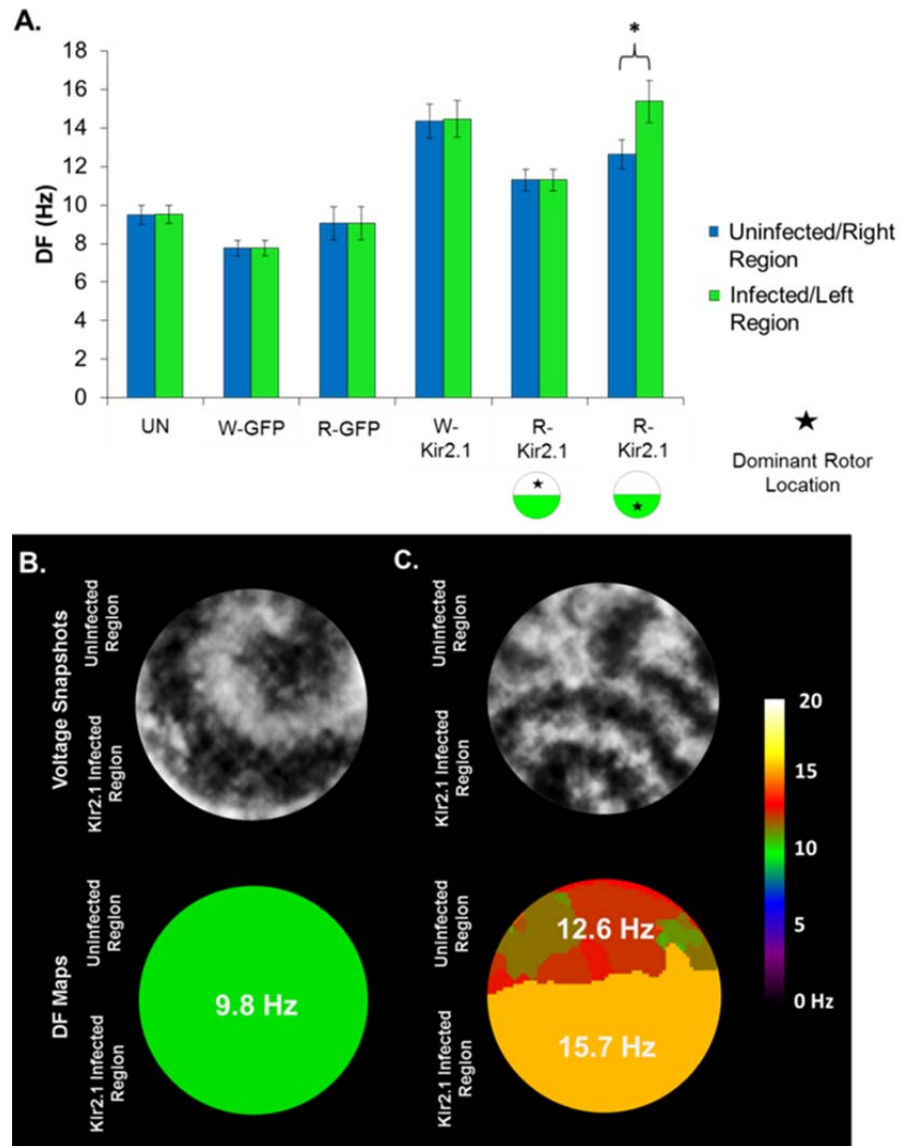 A.
*
18
16
14
12
10
8
6
4
2
0
DF (Hz)
UN
W-GFP
R-GFP
W-
Kir2.1
R-
Kir2.1
R-
Kir2.1
Uninfected/Right
Region
Infected/Left
Region
★
Dominant Rotor
Location
B.
C.
Voltage Snapshots
Uninfected
Region
Kir2.1 Infected
Region
Uninfected
Region
Kir2.1 Infected
Region
DF Maps
Uninfected
Region
Kir2.1 Infected
Region
9.8 Hz
Uninfected
Region
Kir2.1 Infected
Region
12.6 Hz
15.7 Hz
20
15
10
5
0 Hz